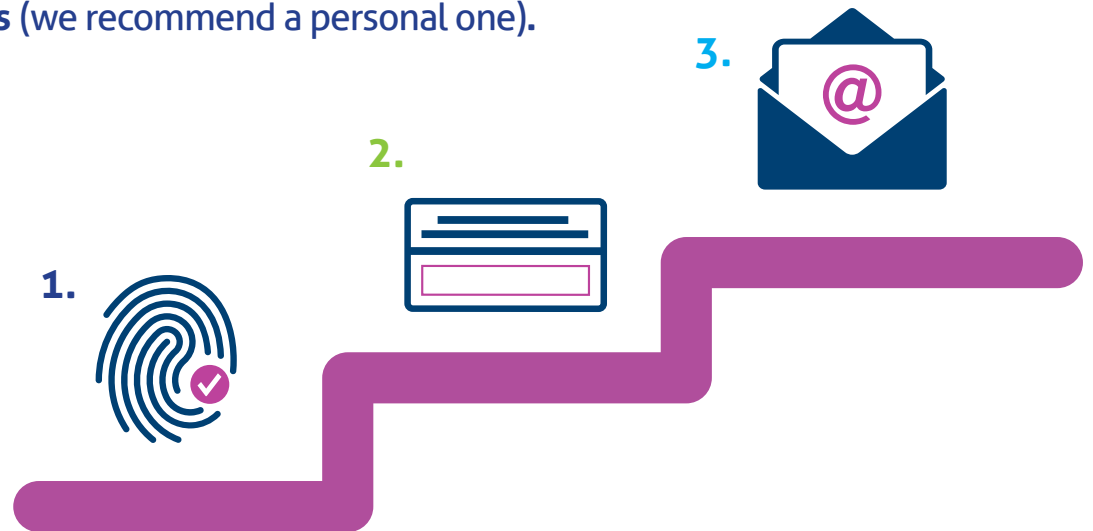 s (we recommend a personal one).
3.
@
2.
1.